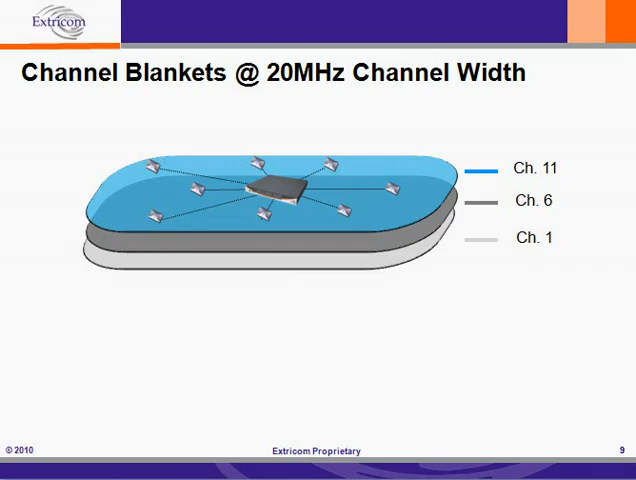 Extricom
Channel Blankets @ 20MHz Channel Width
Ch. 11
Ch. 6
Ch. 1
© 2010
Extricom Proprietary
9